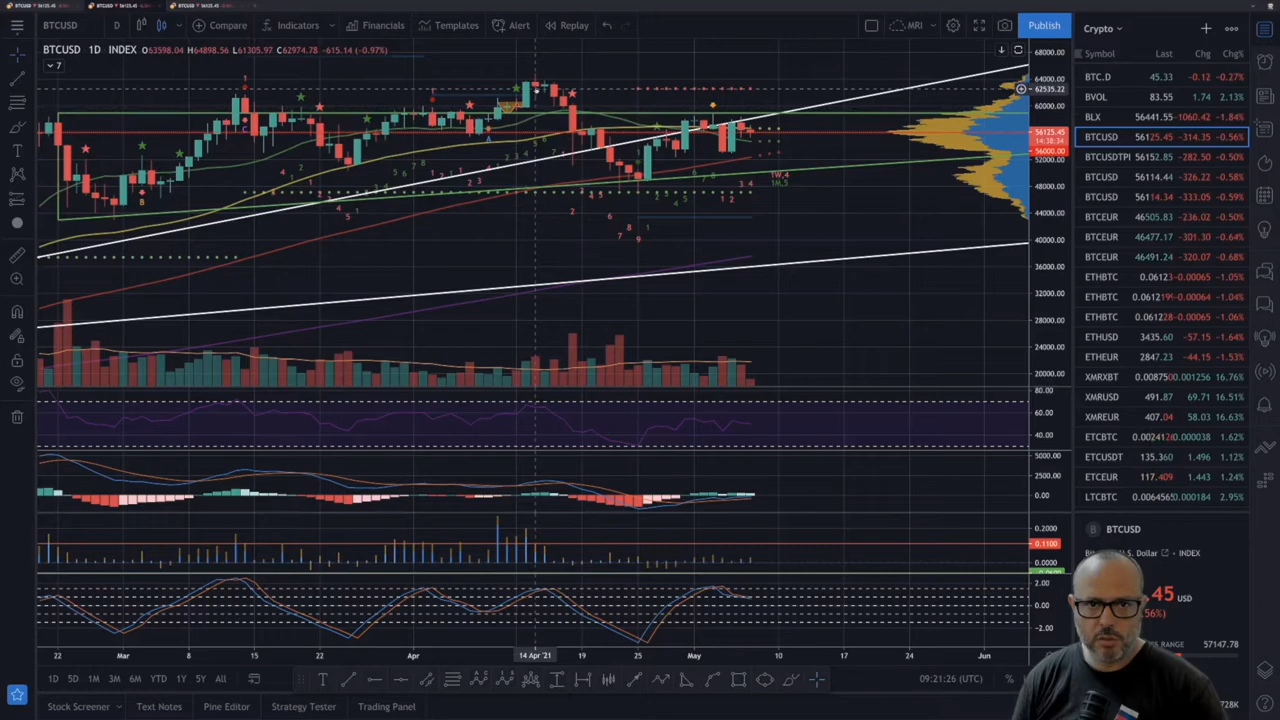 BTCUSD D Compare Indicators Financials Templates Alert Replay MRI Publish
BTCUSD 1D INDEX O63598.04 H64898.56 L61305.97 C62974.78 -615.14 (-0.97%)
7
68000.00
64000.00
62535.22
60000.00
56125.45
14:38:34
56000.00
52000.00
48000.00
44000.00
40000.00
36000.00
32000.00
28000.00
24000.00
20000.00
1W,4
1M,5
80.00
60.00
40.00
5000.00
2500.00
0.00
0.2000
0.1100
0.0000
2.00
0.00
-2.00
22 Mar 8 15 22 Apr 14 Apr '21 19 25 May 10 17 24 Jun
1D 5D 1M 3M 6M YTD 1Y 5Y All 09:21:26 (UTC) %
Stock Screener Text Notes Pine Editor Strategy Tester Trading Panel
Crypto
Symbol Last Chg Chg%
BTC.D 45.33 -0.12 -0.27%
BVOL 83.55 1.74 2.13%
BLX 56441.55 -1060.42 -1.84%
BTCUSD 56125.45 -314.35 -0.56%
BTCUSDTPI 56152.85 -282.50 -0.50%
BTCUSD 56114.44 -326.22 -0.58%
BTCUSD 56114.34 -333.05 -0.59%
BTCEUR 46505.83 -236.02 -0.50%
BTCEUR 46477.17 -301.30 -0.64%
BTCEUR 46491.24 -320.07 -0.68%
ETHBTC 0.0612 -0.00065 -1.05%
ETHBTC 0.0612 -0.00064 -1.04%
ETHBTC 0.0612 -0.00065 -1.06%
ETHUSD 3435.60 -57.15 -1.64%
ETHEUR 2847.23 -44.15 -1.53%
XMRXBT 0.00875 0.001256 16.76%
XMRUSD 491.87 69.71 16.51%
XMREUR 407.04 58.03 16.63%
ETCBTC 0.00241 0.000038 1.62%
ETCUSDT 135.360 1.496 1.12%
ETCEUR 117.409 1.443 1.24%
LTCBTC 0.006456 0.000184 2.95%
B BTCUSD
U.S. Dollar INDEX
.45 USD
56%)
RANGE
57147.78
728K